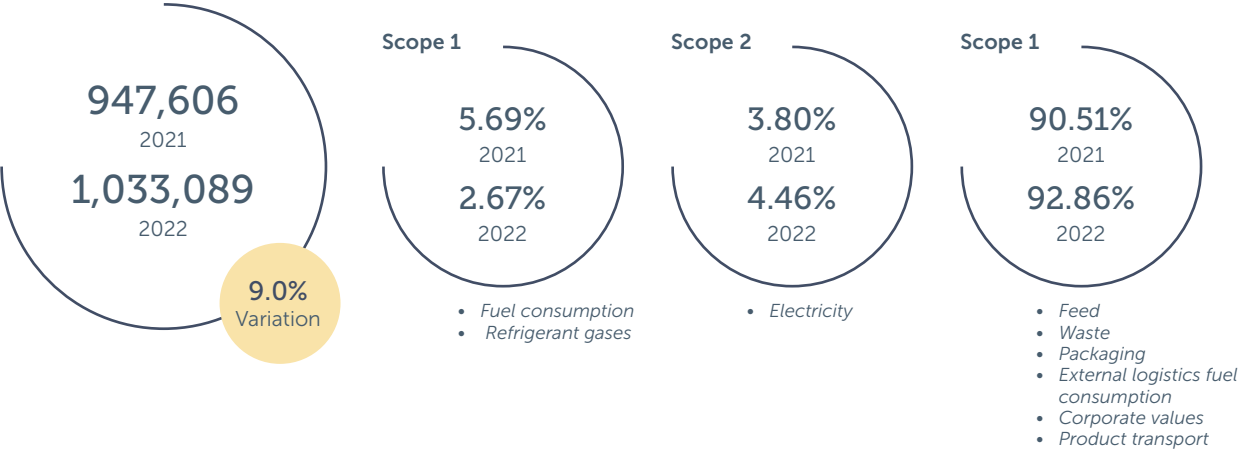 947,606
2021
1,033,089
2022
9.0%
Variation
Scope 1
5.69%
2021
2.67%
2022
• Fuel consumption
• Refrigerant gases
Scope 2
3.80%
2021
4.46%
2022
• Electricity
Scope 1
90.51%
2021
92.86%
2022
• Feed
• Waste
• Packaging
• External logistics fuel
consumption
• Corporate values
• Product transport